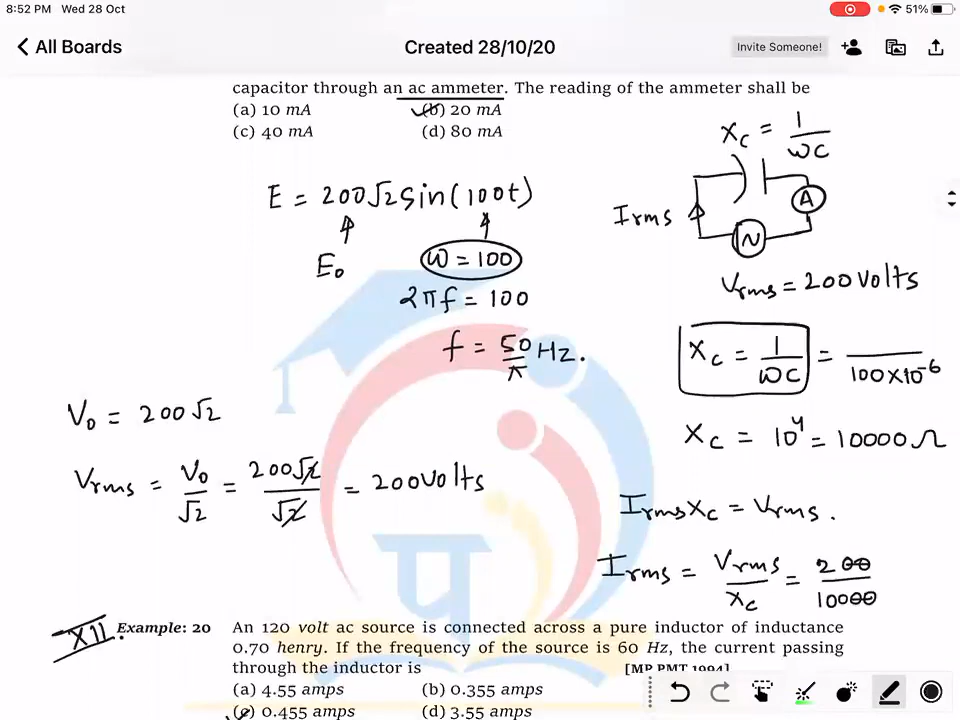 8:52 PM Wed 28 Oct 51%
All Boards Created 28/10/20 Invite Someone!
capacitor through an ac ammeter. The reading of the ammeter shall be
(a) 10 mA (b) 20 mA
(c) 40 mA (d) 80 mA
Xc = 1/ωC
E = 200√2 sin(100t)
A
Irms
N
E₀ ω = 100
Vrms = 200 volts
2πf = 100
f = 50/π Hz.
Xc = 1/ωC = /100×10⁻⁶
V₀ = 200√2
Xc = 10⁴ = 10000 Ω
Vrms = V₀/√2 = 200√2/√2 = 200 volts
Irms Xc = Vrms.
Irms = Vrms/Xc = 200/10000
प
XII Example: 20 An 120 volt ac source is connected across a pure inductor of inductance
0.70 henry. If the frequency of the source is 60 Hz, the current passing
through the inductor is [MP PMT 1994]
(a) 4.55 amps (b) 0.355 amps
(c) 0.455 amps (d) 3.55 amps